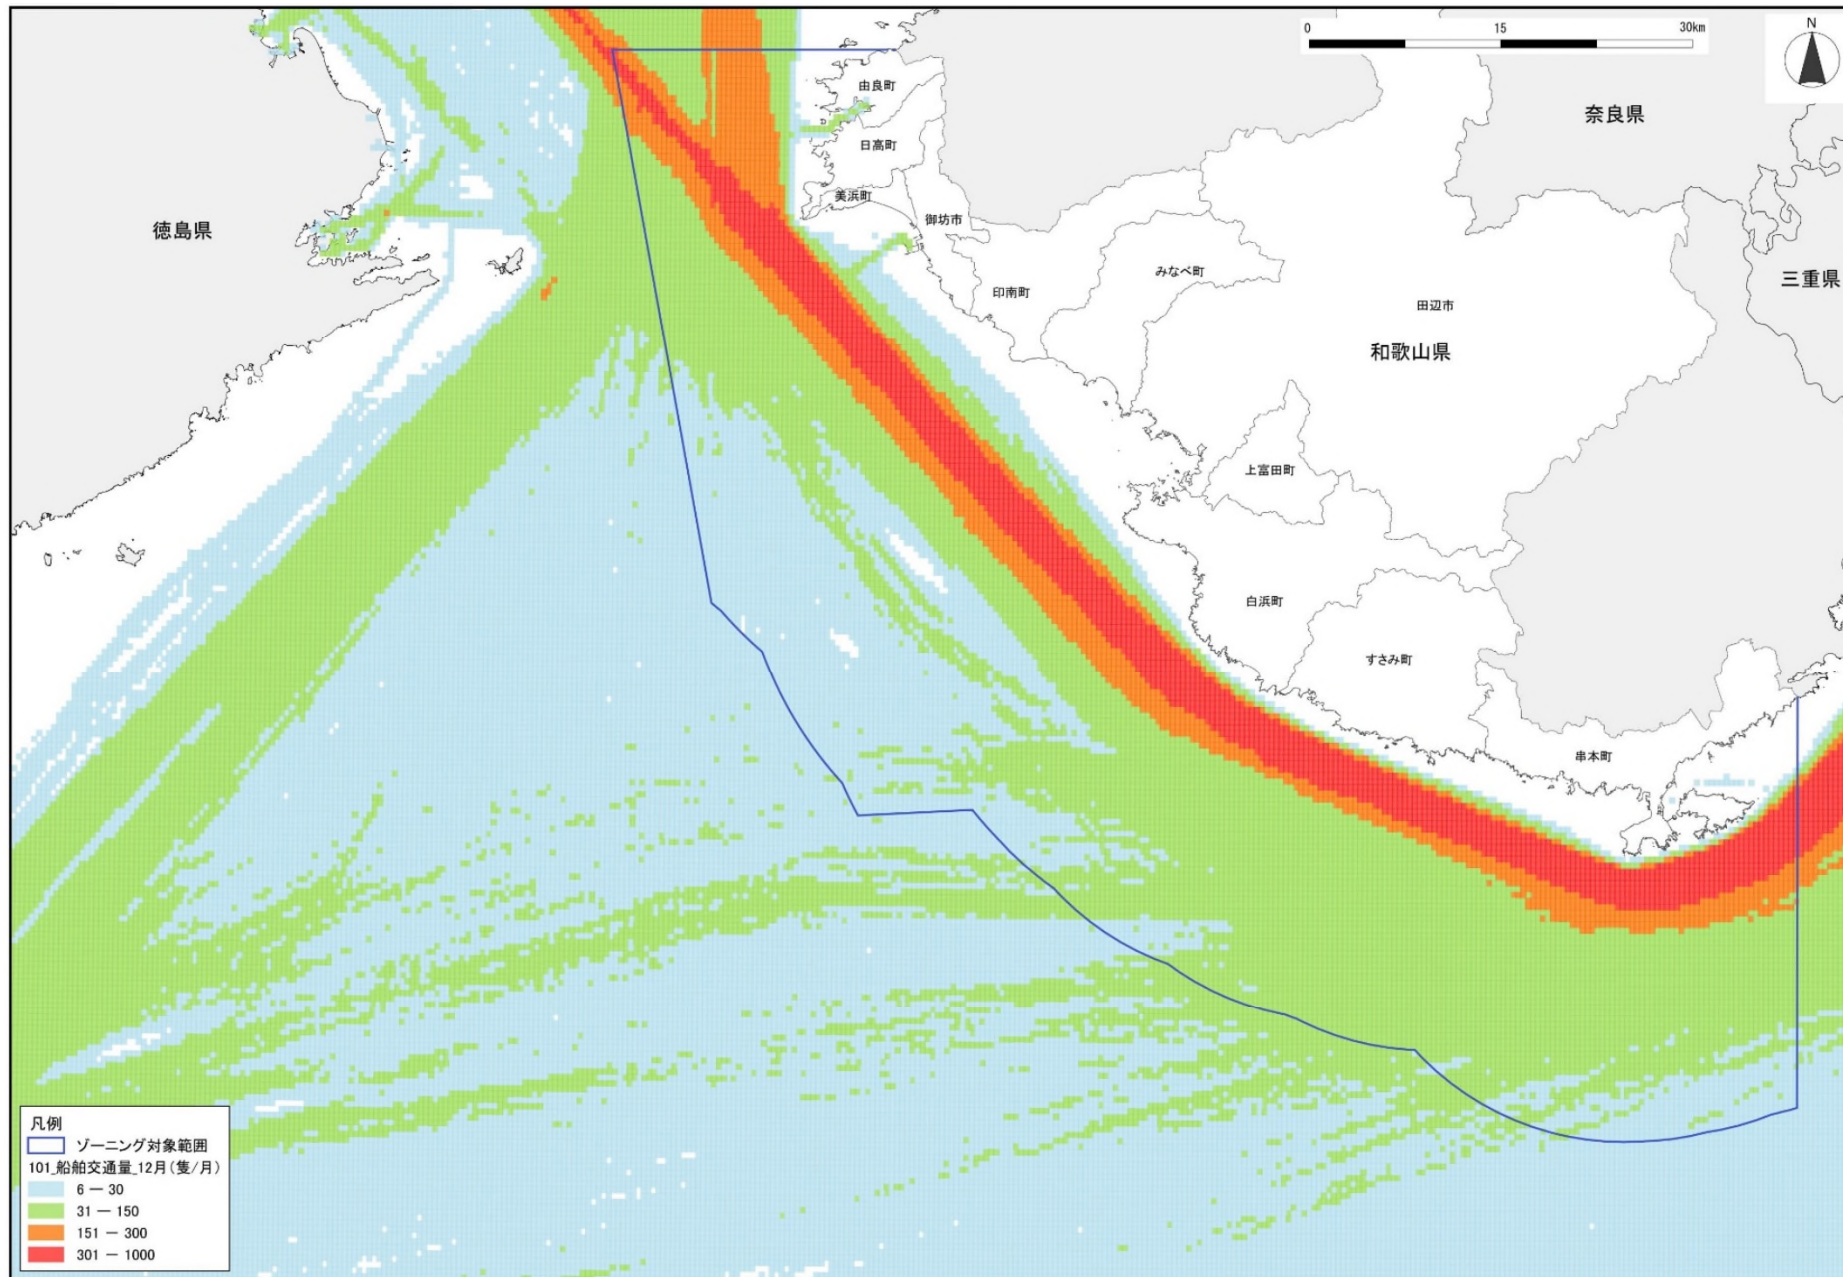 0 15 30km
N
奈良県
由良町
日高町
美浜町
御坊市
徳島県
みなべ町
三重県
印南町
田辺市
和歌山県
上富田町
白浜町
すさみ町
串本町
凡例
ゾーニング対象範囲
101_船舶交通量_12月(隻/月)
6 — 30
31 — 150
151 — 300
301 — 1000